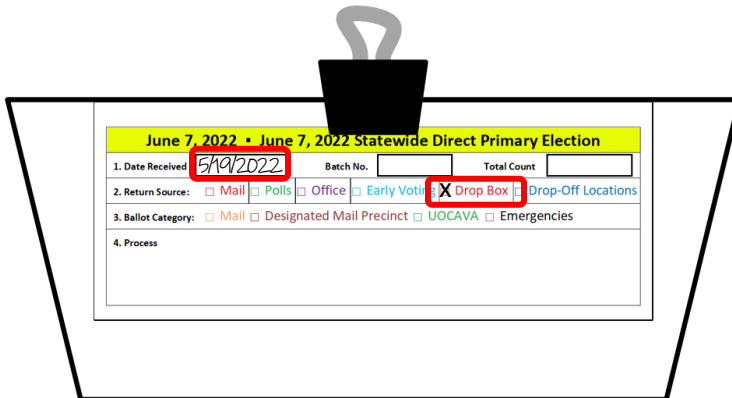 June 7, 2022 ▪ June 7, 2022 Statewide Direct Primary Election
1. Date Received 5/19/2022 Batch No. Total Count
2. Return Source: □ Mail □ Polls □ Office □ Early Voting X Drop Box □ Drop-Off Locations
3. Ballot Category: □ Mail □ Designated Mail Precinct □ UOCAVA □ Emergencies
4. Process